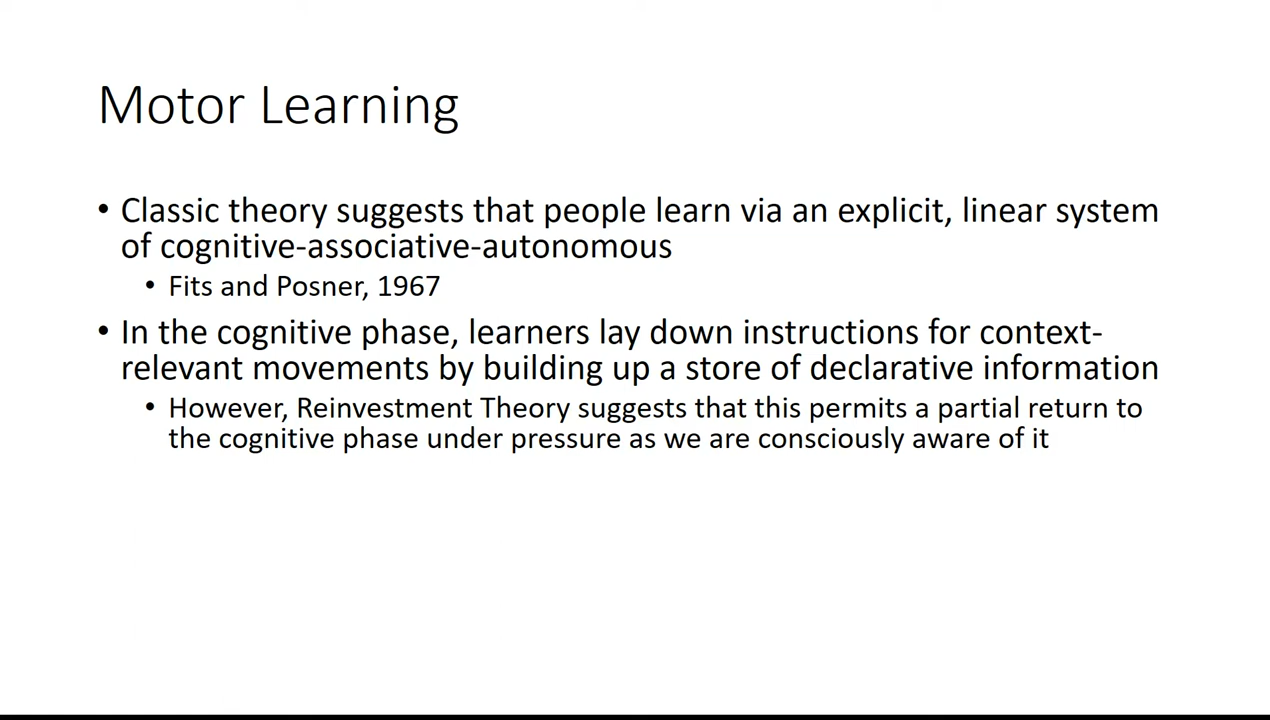 Motor Learning
• Classic theory suggests that people learn via an explicit, linear system
of cognitive-associative-autonomous
• Fits and Posner, 1967
• In the cognitive phase, learners lay down instructions for context-
relevant movements by building up a store of declarative information
• However, Reinvestment Theory suggests that this permits a partial return to
the cognitive phase under pressure as we are consciously aware of it